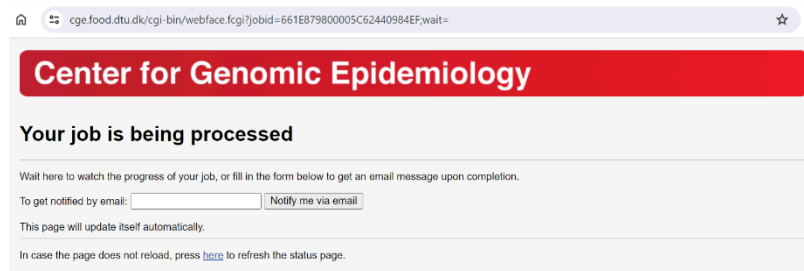 cge.food.dtu.dk/cgi-bin/webface.fcgi?jobid=661E879800005C62440984EF;wait=
Center for Genomic Epidemiology
Your job is being processed
Wait here to watch the progress of your job, or fill in the form below to get an email message upon completion.
To get notified by email: Notify me via email
This page will update itself automatically.
In case the page does not reload, press here to refresh the status page.